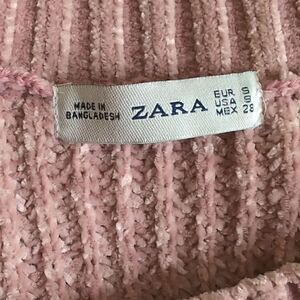 MADE IN
BANGLADESH
ZARA
EUR S
USA S
MEX 28